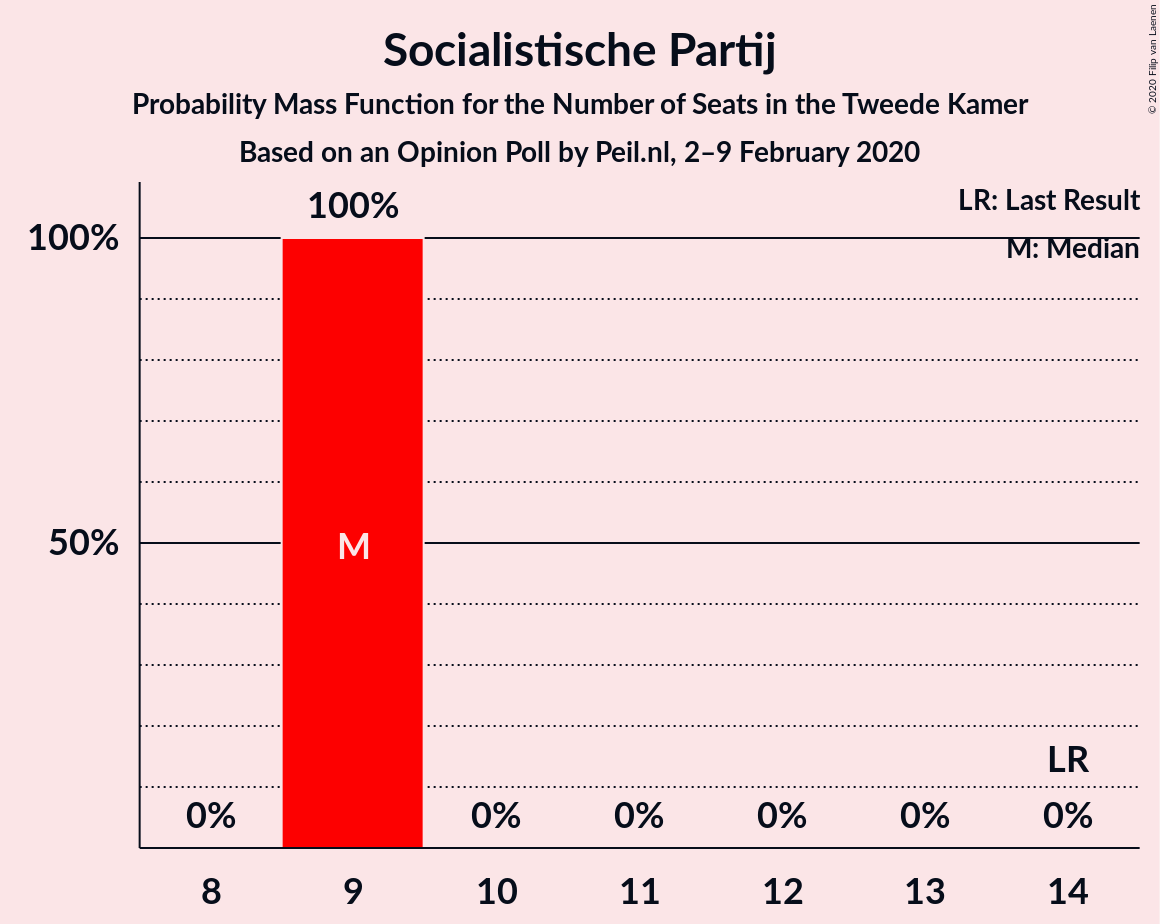 Socialistische Partij
Probability Mass Function for the Number of Seats in the Tweede Kamer
Based on an Opinion Poll by Peil.nl, 2–9 February 2020
© 2020 Filip van Laenen
LR: Last Result
M: Median
100%
100%
50%
M
LR
0%
0%
0%
0%
0%
0%
8
9
10
11
12
13
14